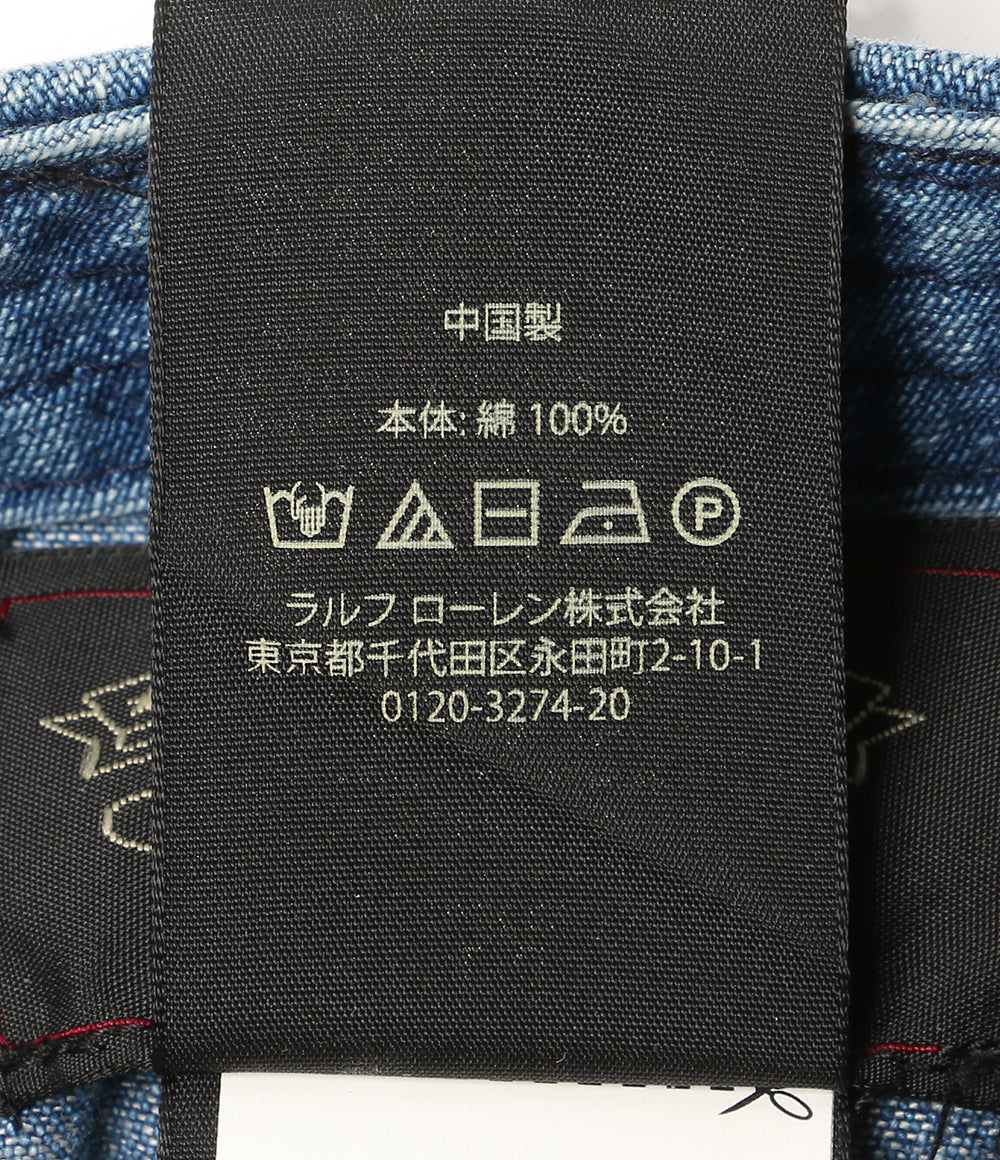 中国製
本体: 綿 100%
P
ラルフ ローレン株式会社
東京都千代田区永田町2-10-1
0120-3274-20